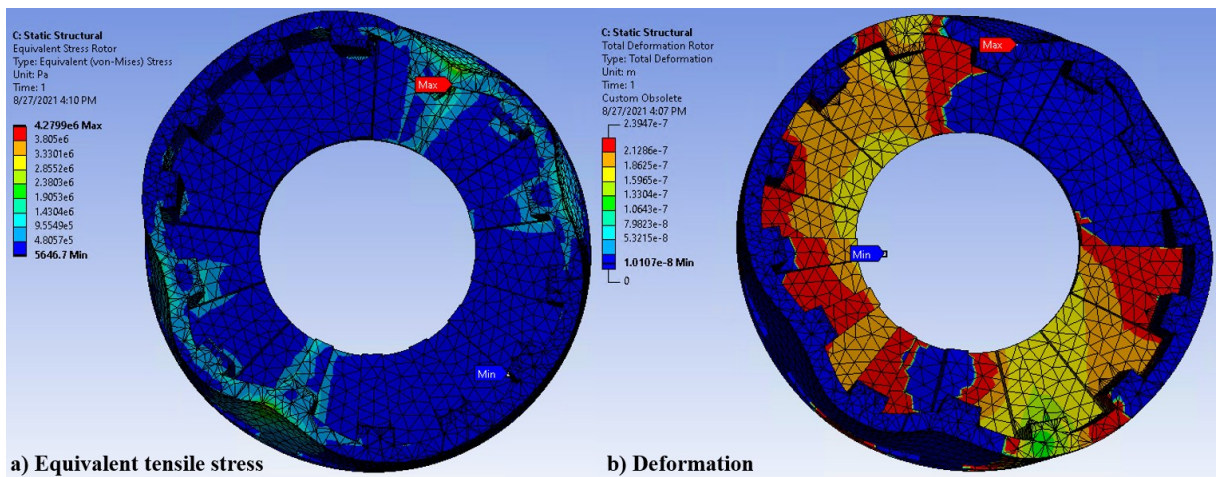 C: Static Structural
Equivalent Stress Rotor
Type: Equivalent (von-Mises) Stress
Unit: Pa
Time: 1
8/27/2021 4:10 PM
4.2799e6 Max
3.805e6
3.3301e6
2.8552e6
2.3803e6
1.9053e6
1.4304e6
9.5549e5
4.8057e5
5646.7 Min
Max
Min
a) Equivalent tensile stress
C: Static Structural
Total Deformation Rotor
Type: Total Deformation
Unit: m
Time: 1
Custom Obsolete
8/27/2021 4:07 PM
2.3947e-7
2.1286e-7
1.8625e-7
1.5965e-7
1.3304e-7
1.0643e-7
7.9823e-8
5.3215e-8
1.0107e-8 Min
0
Max
Min
b) Deformation